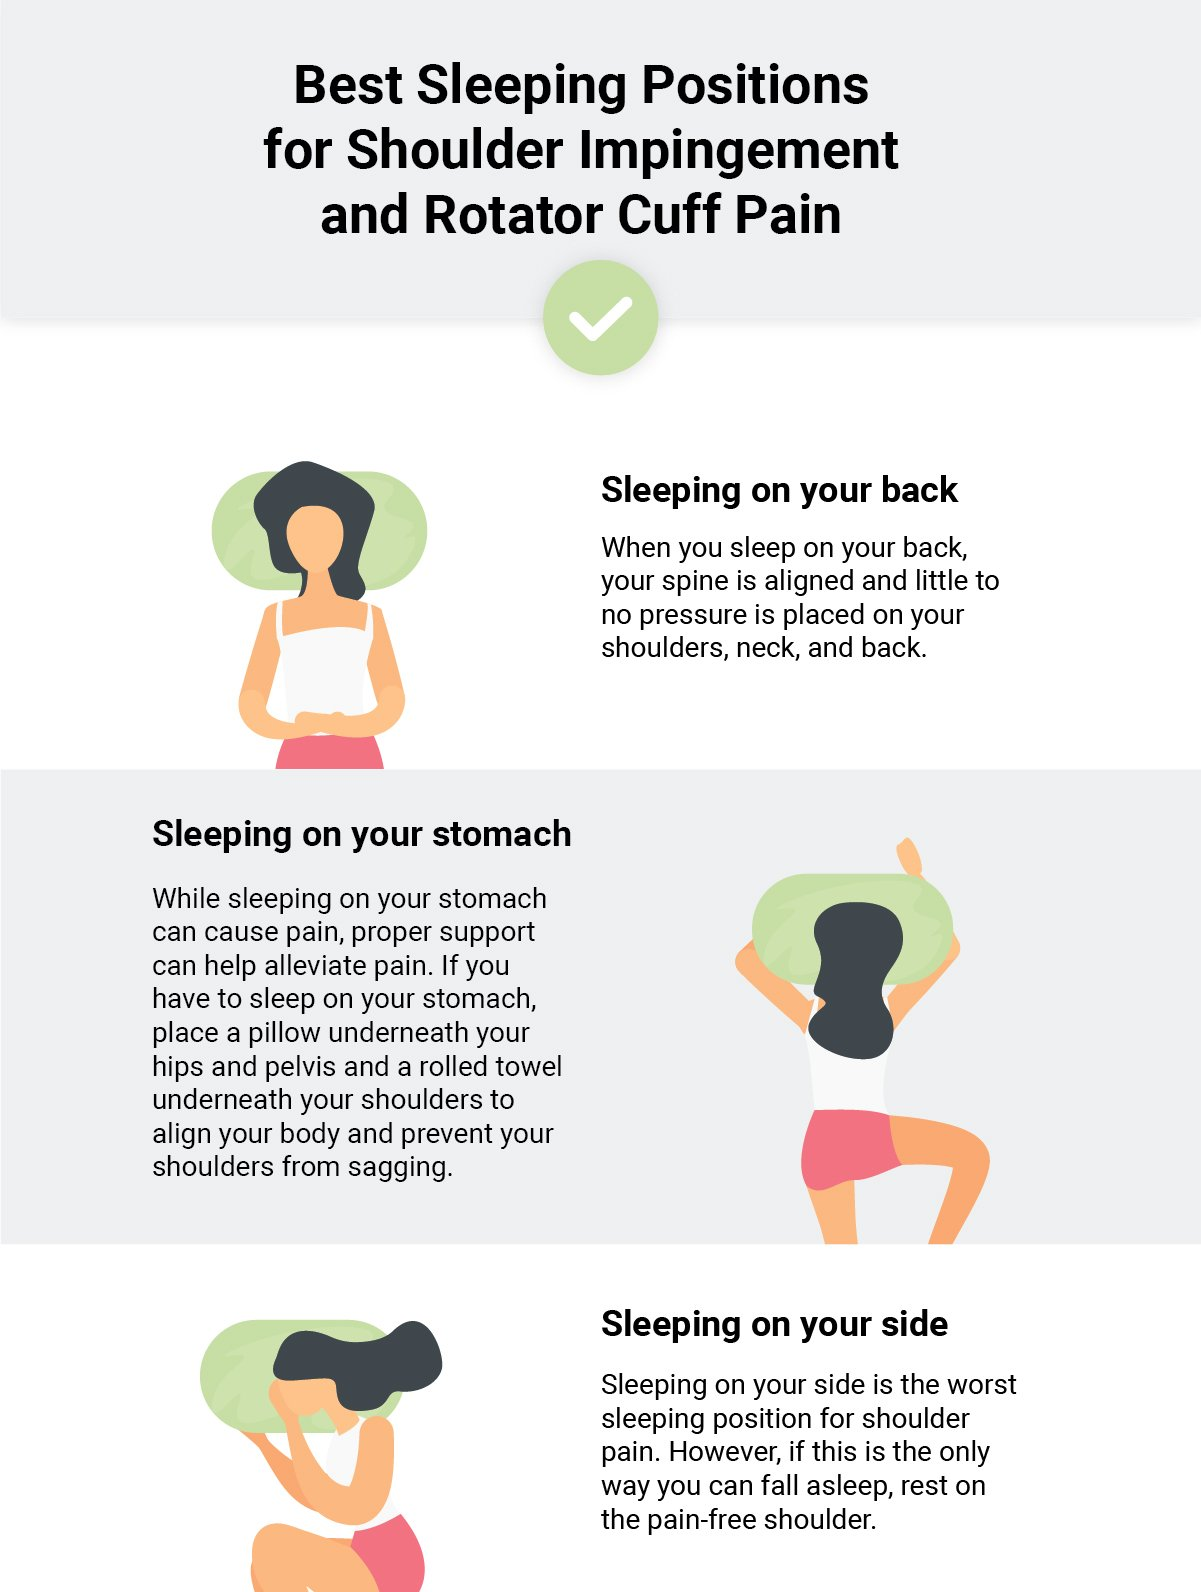 Best Sleeping Positions
for Shoulder Impingement
and Rotator Cuff Pain
Sleeping on your back
When you sleep on your back,
your spine is aligned and little to
no pressure is placed on your
shoulders, neck, and back.
Sleeping on your stomach
While sleeping on your stomach
can cause pain, proper support
can help alleviate pain. If you
have to sleep on your stomach,
place a pillow underneath your
hips and pelvis and a rolled towel
underneath your shoulders to
align your body and prevent your
shoulders from sagging.
Sleeping on your side
Sleeping on your side is the worst
sleeping position for shoulder
pain. However, if this is the only
way you can fall asleep, rest on
the pain-free shoulder.